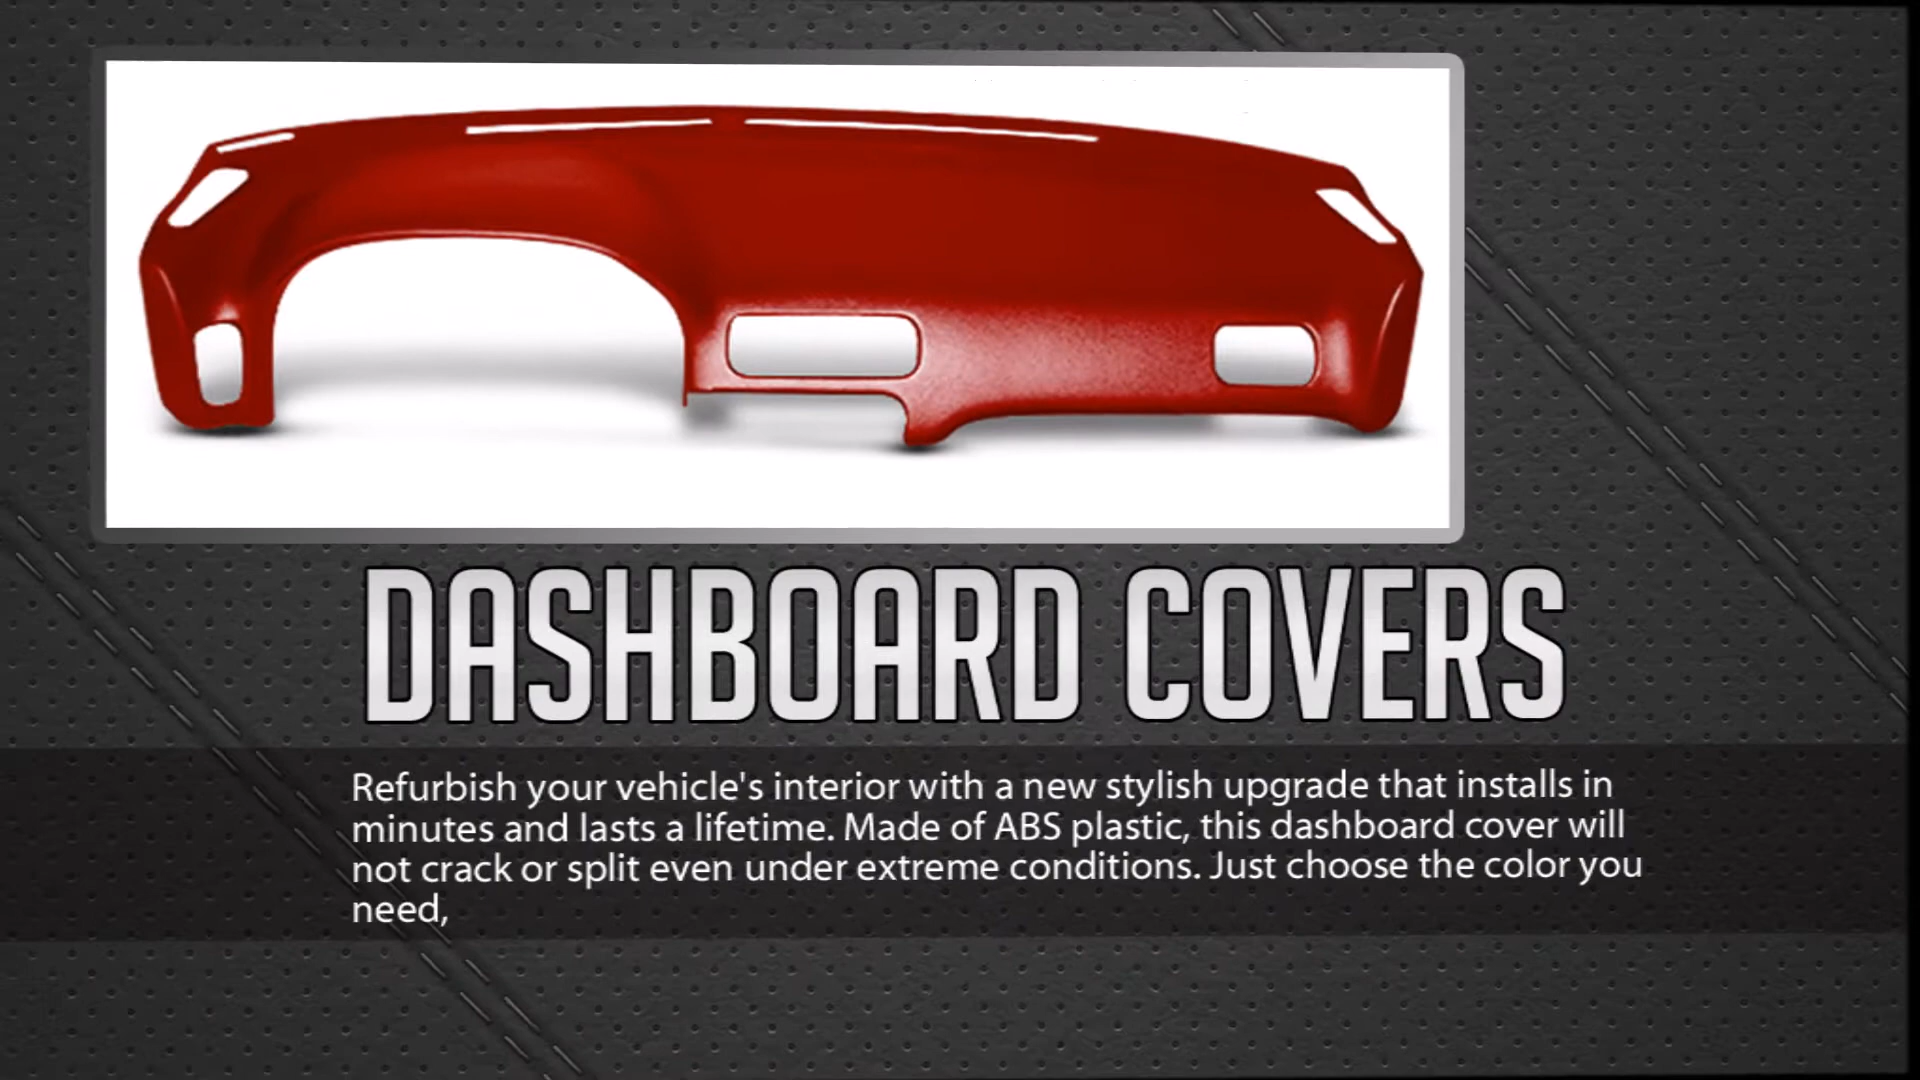 DASHBOARD COVERS
Refurbish your vehicle's interior with a new stylish upgrade that installs in
minutes and lasts a lifetime. Made of ABS plastic, this dashboard cover will
not crack or split even under extreme conditions. Just choose the color you
need,